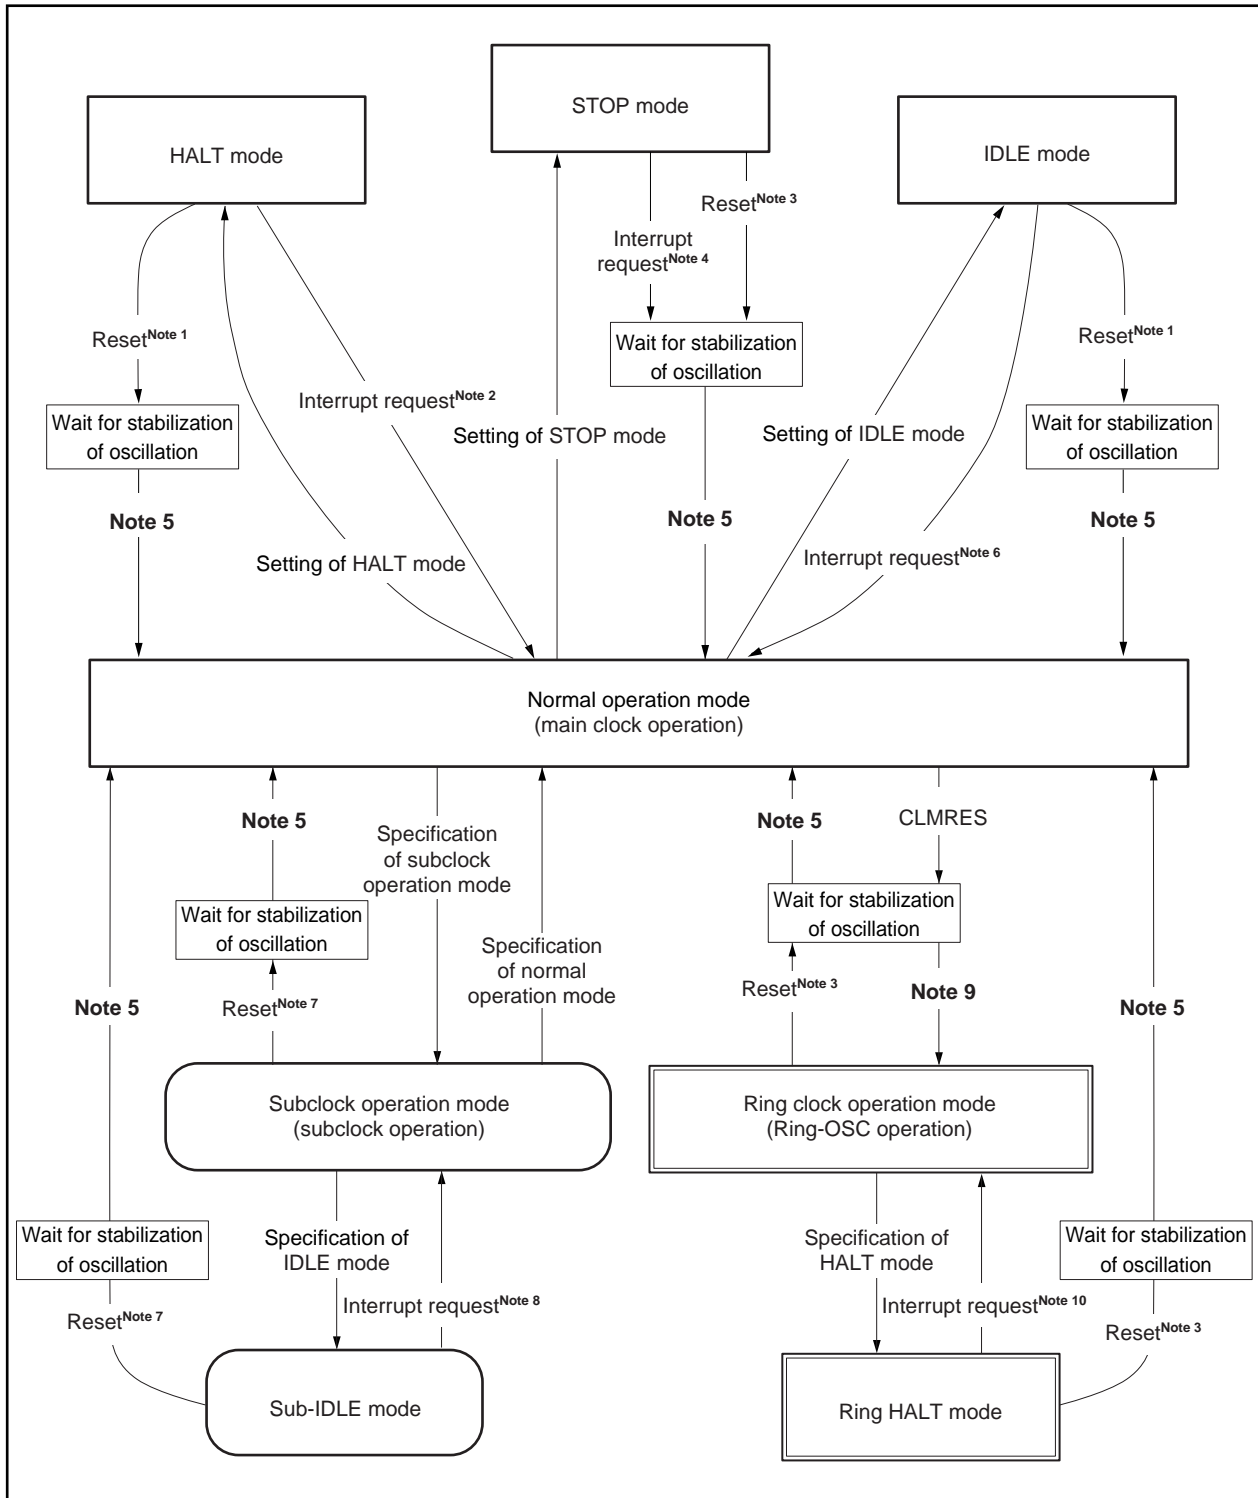 STOP mode
HALT mode
IDLE mode
Reset^Note 3
Interrupt
request^Note 4
Reset^Note 1
Wait for stabilization
of oscillation
Reset^Note 1
Interrupt request^Note 2
Wait for stabilization
of oscillation
Setting of STOP mode
Setting of IDLE mode
Wait for stabilization
of oscillation
Note 5
Note 5
Note 5
Setting of HALT mode
Interrupt request^Note 6
Normal operation mode
(main clock operation)
Note 5
Specification
of subclock
operation mode
Note 5
CLMRES
Wait for stabilization
of oscillation
Wait for stabilization
of oscillation
Specification
of normal
operation mode
Note 5
Reset^Note 7
Reset^Note 3
Note 9
Note 5
Subclock operation mode
(subclock operation)
Ring clock operation mode
(Ring-OSC operation)
Wait for stabilization
of oscillation
Specification of
IDLE mode
Specification of
HALT mode
Wait for stabilization
of oscillation
Reset^Note 7
Interrupt request^Note 8
Interrupt request^Note 10
Reset^Note 3
Sub-IDLE mode
Ring HALT mode